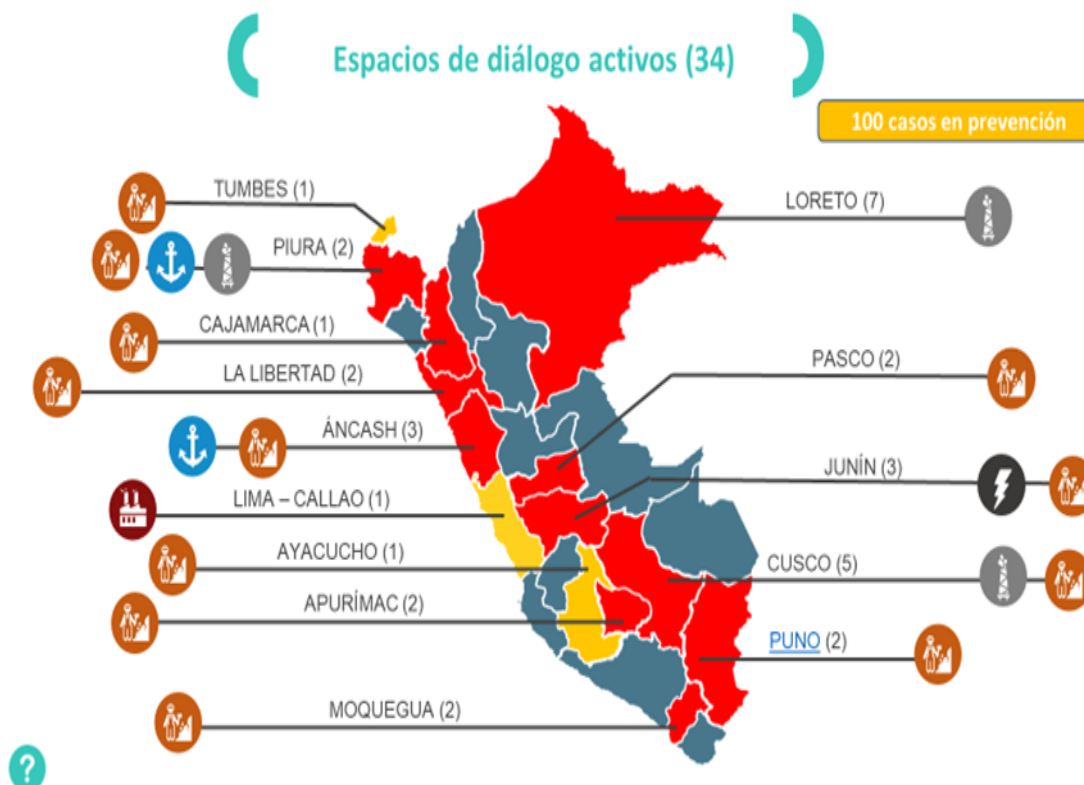 Espacios de diálogo activos (34)
100 casos en prevención
TUMBES (1)
PIURA (2)
CAJAMARCA (1)
LA LIBERTAD (2)
ÁNCASH (3)
LIMA – CALLAO (1)
AYACUCHO (1)
APURÍMAC (2)
MOQUEGUA (2)
LORETO (7)
PASCO (2)
JUNÍN (3)
CUSCO (5)
PUNO (2)
?